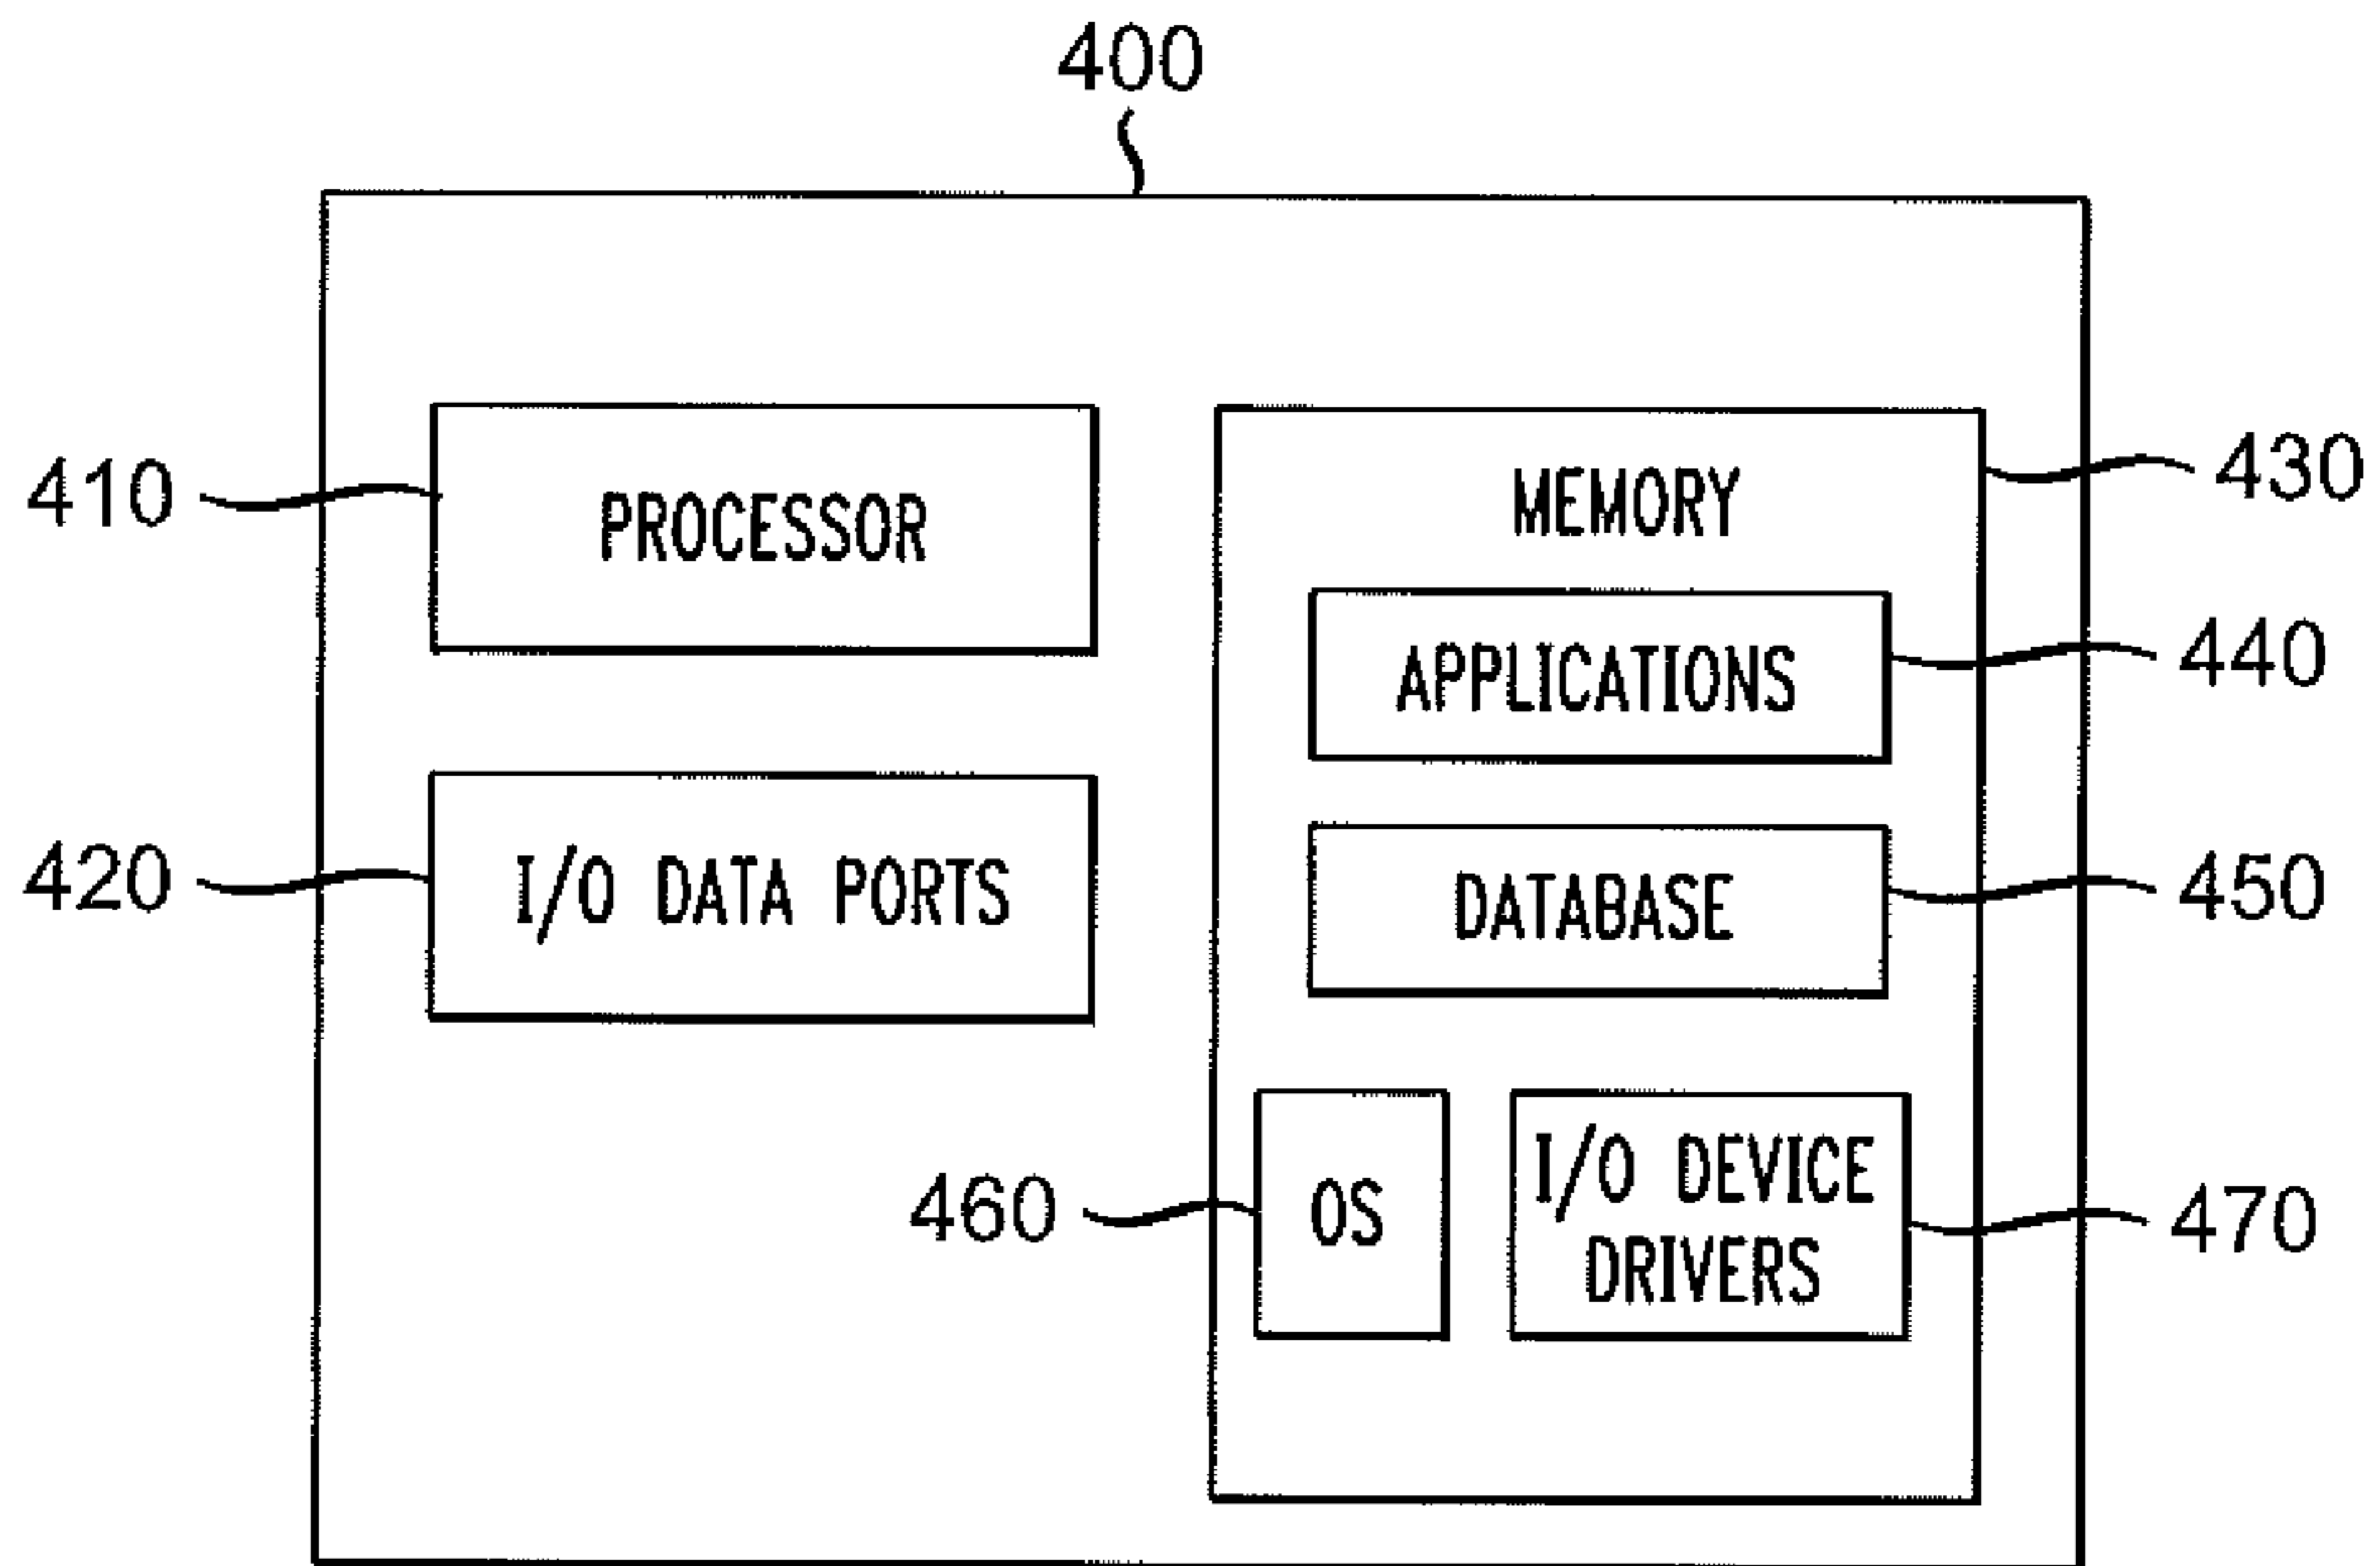 400
410
PROCESSOR
MEMORY
430
APPLICATIONS
440
420
I/O DATA PORTS
DATABASE
450
460
OS
I/O DEVICE
DRIVERS
470